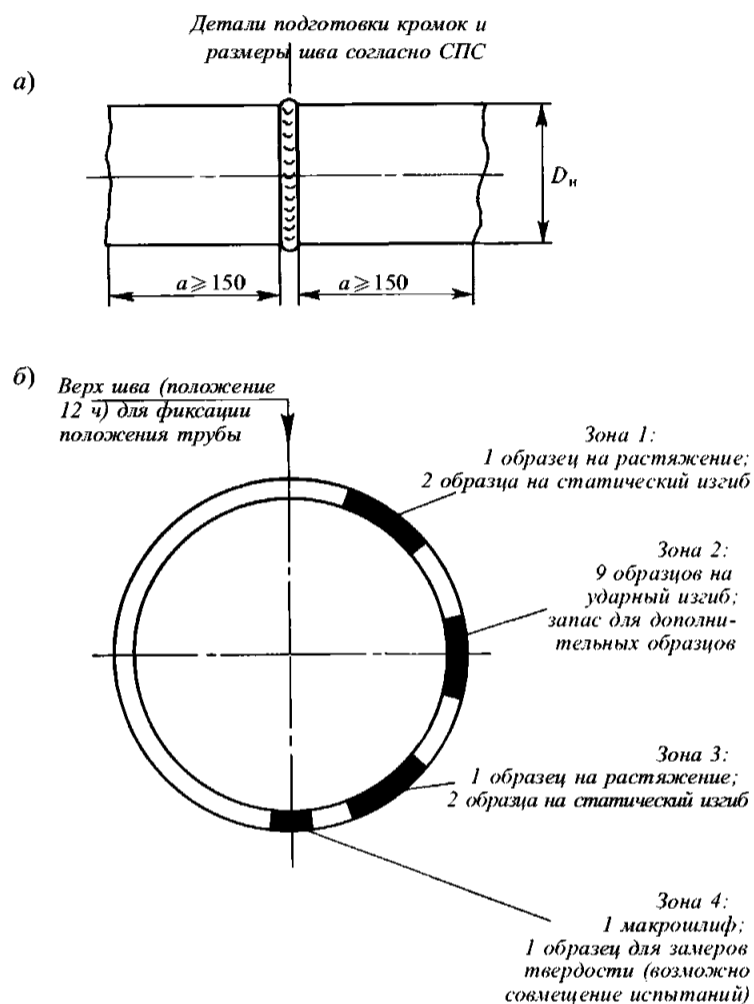 Детали подготовки кромок и
размеры шва согласно СПС
а)
Dн
a ⩾ 150
a ⩾ 150
б)
Верх шва (положение
12 ч) для фиксации
положения трубы
Зона 1:
1 образец на растяжение;
2 образца на статический изгиб
Зона 2:
9 образцов на
ударный изгиб;
запас для дополни-
тельных образцов
Зона 3:
1 образец на растяжение;
2 образца на статический изгиб
Зона 4:
1 макрошлиф;
1 образец для замеров
твердости (возможно
совмещение испытаний)